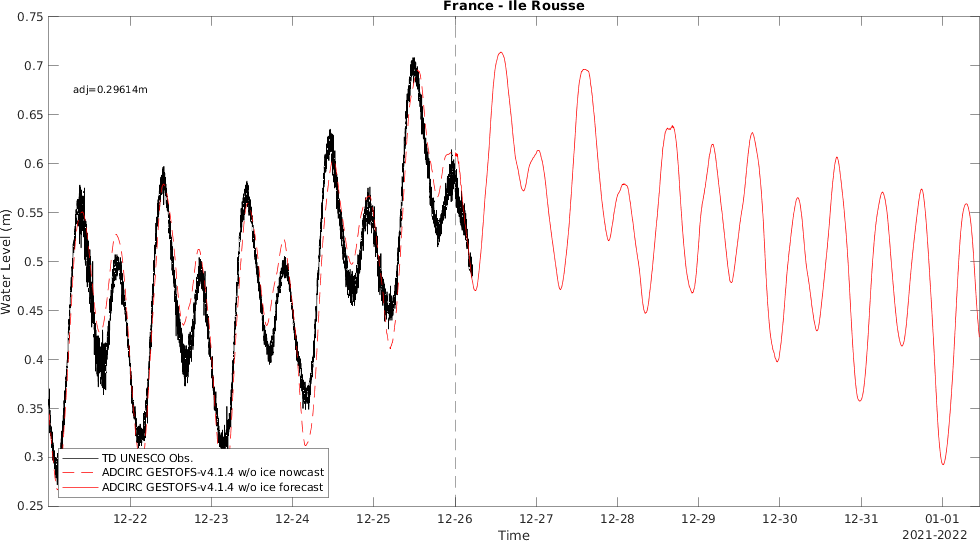 France - Ile Rousse
0.75
0.7
0.65
0.6
0.55
0.5
0.45
0.4
0.35
0.3
0.25
Water Level (m)
adj=0.29614m
TD UNESCO Obs.
ADCIRC GESTOFS-v4.1.4 w/o ice nowcast
ADCIRC GESTOFS-v4.1.4 w/o ice forecast
12-22 12-23 12-24 12-25 12-26 12-27 12-28 12-29 12-30 12-31 01-01
Time
2021-2022